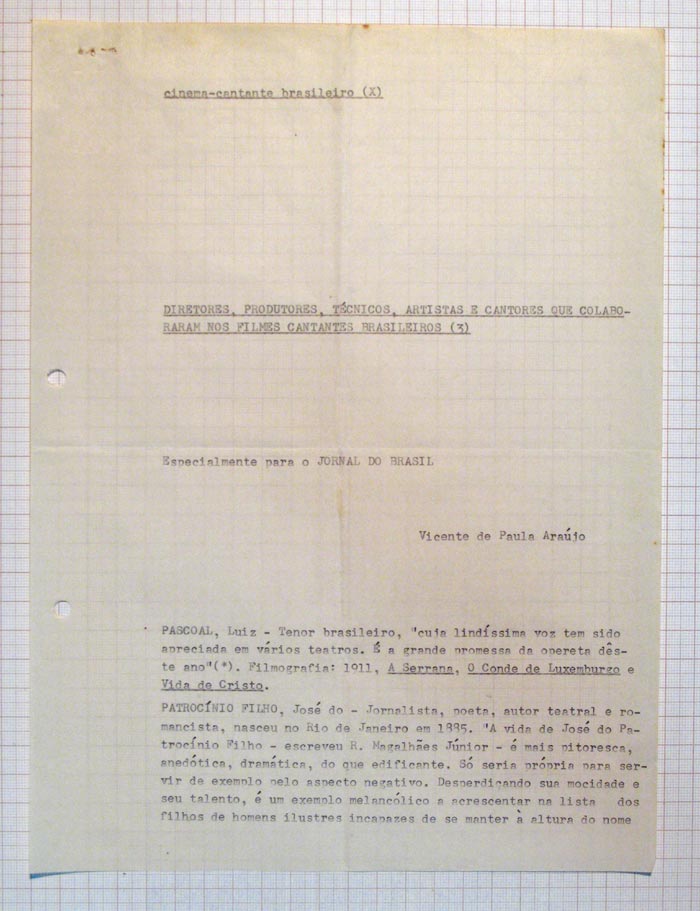 cinema-cantante brasileiro (X)
DIRETORES, PRODUTORES, TÉCNICOS, ARTISTAS E CANTORES QUE COLABO-
RARAM NOS FILMES CANTANTES BRASILEIROS (3)
Especialmente para o JORNAL DO BRASIL
Vicente de Paula Araújo
PASCOAL, Luiz - Tenor brasileiro, "cuja lindíssima voz tem sido
apreciada em vários teatros. É a grande promessa da opereta dês-
te ano"(*). Filmografia: 1911, A Serrana, O Conde de Luxemburgo e
Vida de Cristo.
PATROCÍNIO FILHO, José do - Jornalista, poeta, autor teatral e ro-
mancista, nasceu no Rio de Janeiro em 1885. "A vida de José do Pa-
trocínio Filho - escreveu R. Magalhães Júnior - é mais pitoresca,
anedótica, dramática, do que edificante. Só seria própria para ser-
vir de exemplo pelo aspecto negativo. Desperdiçando sua mocidade e
seu talento, é um exemplo melancólico a acrescentar na lista dos
filhos de homens ilustres incapazes de se manter à altura do nome